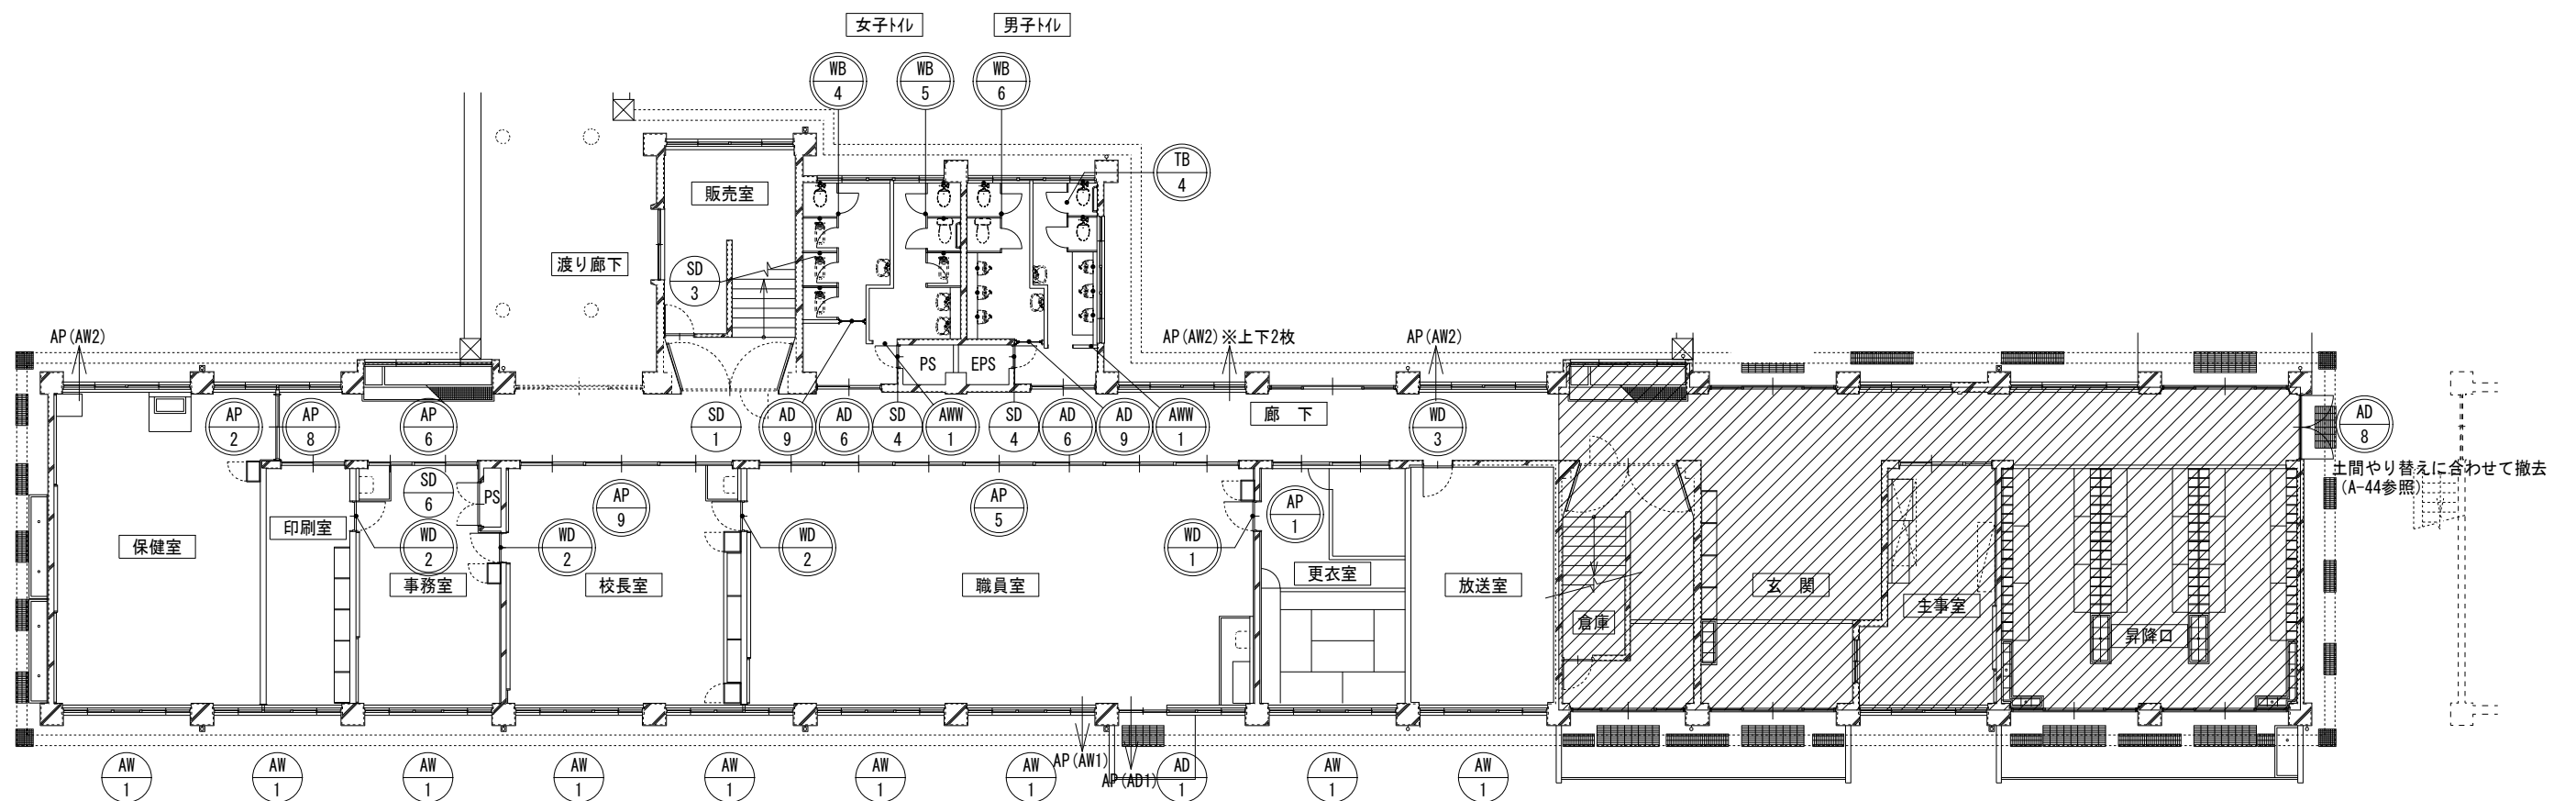 女子ﾄｲﾚ
男子ﾄｲﾚ
WB
4
WB
5
WB
6
TB
4
販売室
渡り廊下
SD
3
AP(AW2)
AP(AW2)※上下2枚
AP(AW2)
PS
EPS
AP
2
AP
8
AP
6
SD
1
AD
9
AD
6
SD
4
AWW
1
SD
4
AD
6
AD
9
AWW
1
廊 下
WD
3
AD
8
土間やり替えに合わせて撤去
(A-44参照)
SD
6
PS
AP
9
AP
5
AP
1
印刷室
保健室
WD
2
WD
2
WD
2
WD
1
事務室
校長室
職員室
更衣室
放送室
玄 関
主事室
倉庫
昇降口
AW
1
AW
1
AW
1
AW
1
AW
1
AW
1
AW
1
AP(AW1)
AP(AD1)
AD
1
AW
1
AW
1